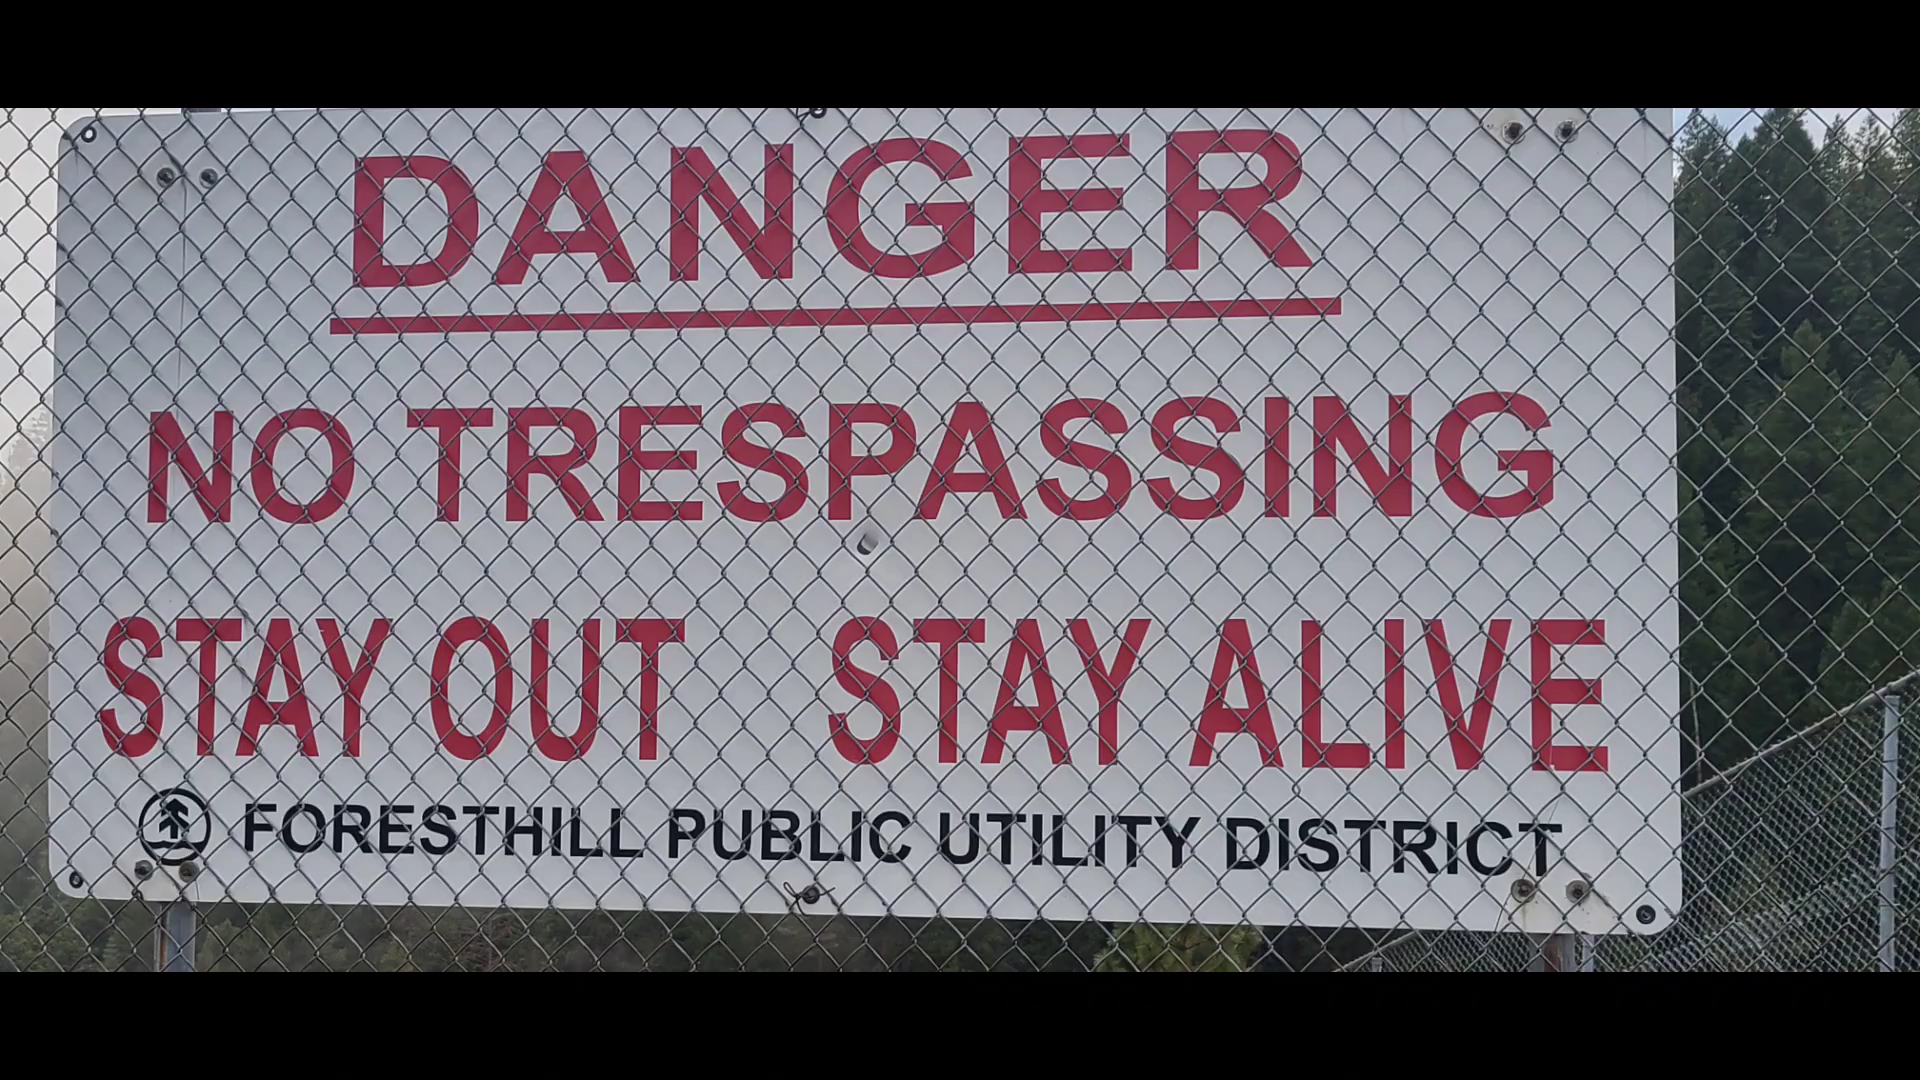 DANGER
NO TRESPASSING
STAY OUT STAY ALIVE
FORESTHILL PUBLIC UTILITY DISTRICT